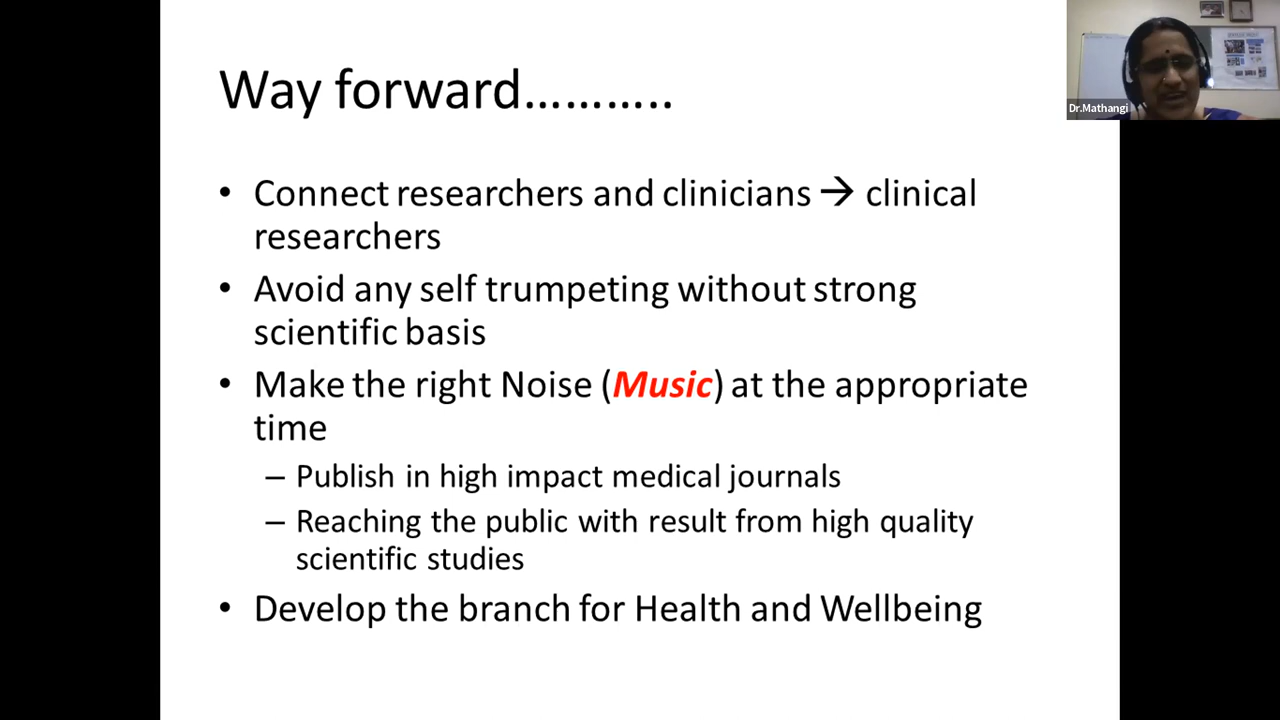 Way forward………..
Dr.Mathangi
• Connect researchers and clinicians → clinical
researchers
• Avoid any self trumpeting without strong
scientific basis
• Make the right Noise (Music) at the appropriate
time
– Publish in high impact medical journals
– Reaching the public with result from high quality
scientific studies
• Develop the branch for Health and Wellbeing